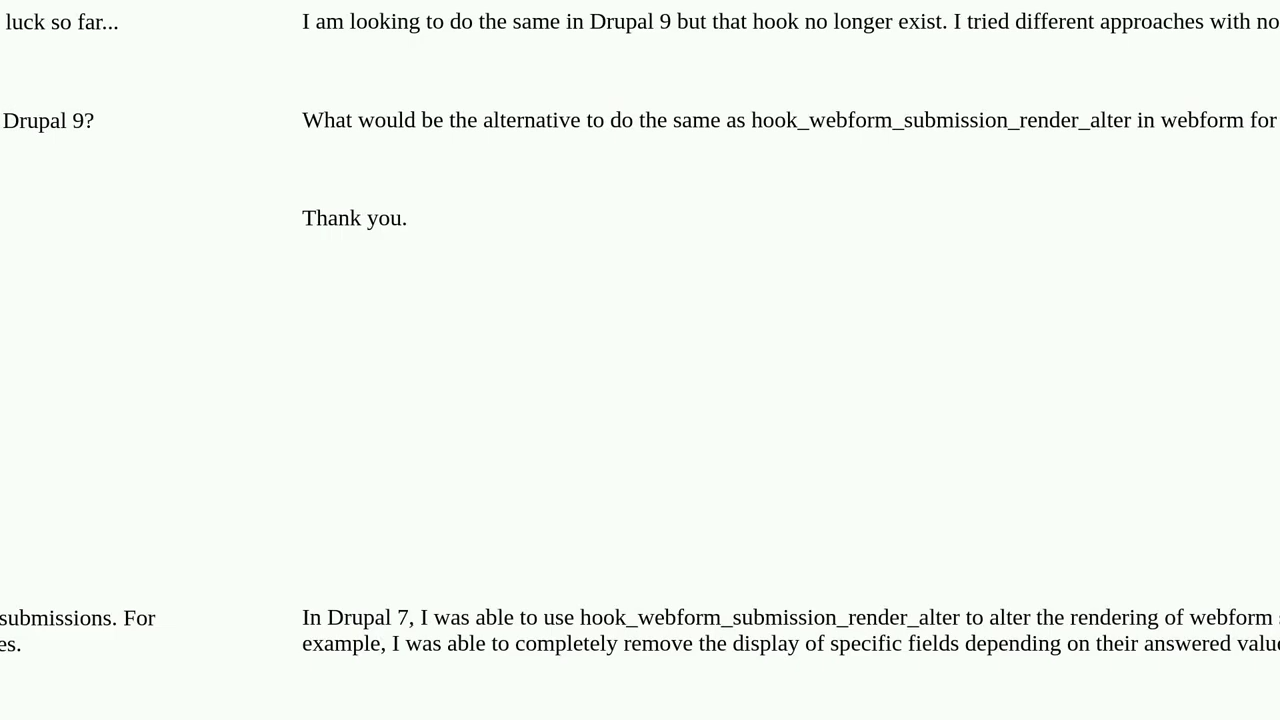 luck so far...
Drupal 9?
submissions. For
es.
I am looking to do the same in Drupal 9 but that hook no longer exist. I tried different approaches with no
What would be the alternative to do the same as hook_webform_submission_render_alter in webform for
Thank you.
In Drupal 7, I was able to use hook_webform_submission_render_alter to alter the rendering of webform
example, I was able to completely remove the display of specific fields depending on their answered valu